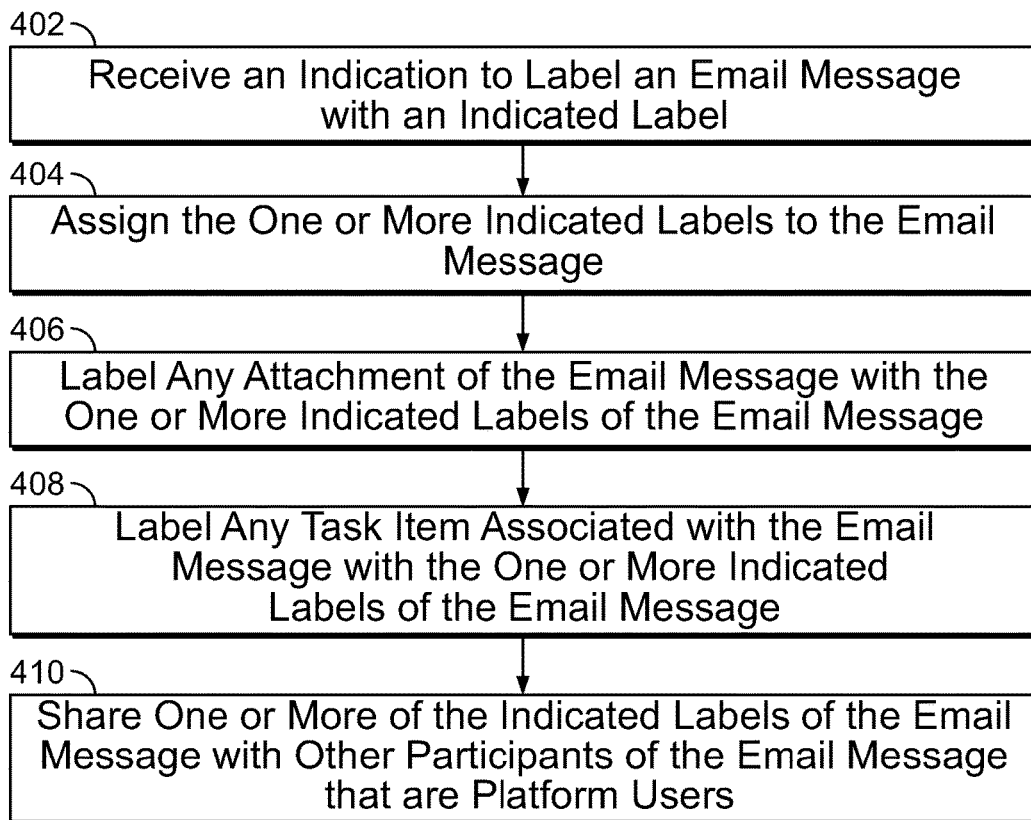 402
Receive an Indication to Label an Email Message
with an Indicated Label
404
Assign the One or More Indicated Labels to the Email
Message
406
Label Any Attachment of the Email Message with the
One or More Indicated Labels of the Email Message
408
Label Any Task Item Associated with the Email
Message with the One or More Indicated
Labels of the Email Message
410
Share One or More of the Indicated Labels of the Email
Message with Other Participants of the Email Message
that are Platform Users